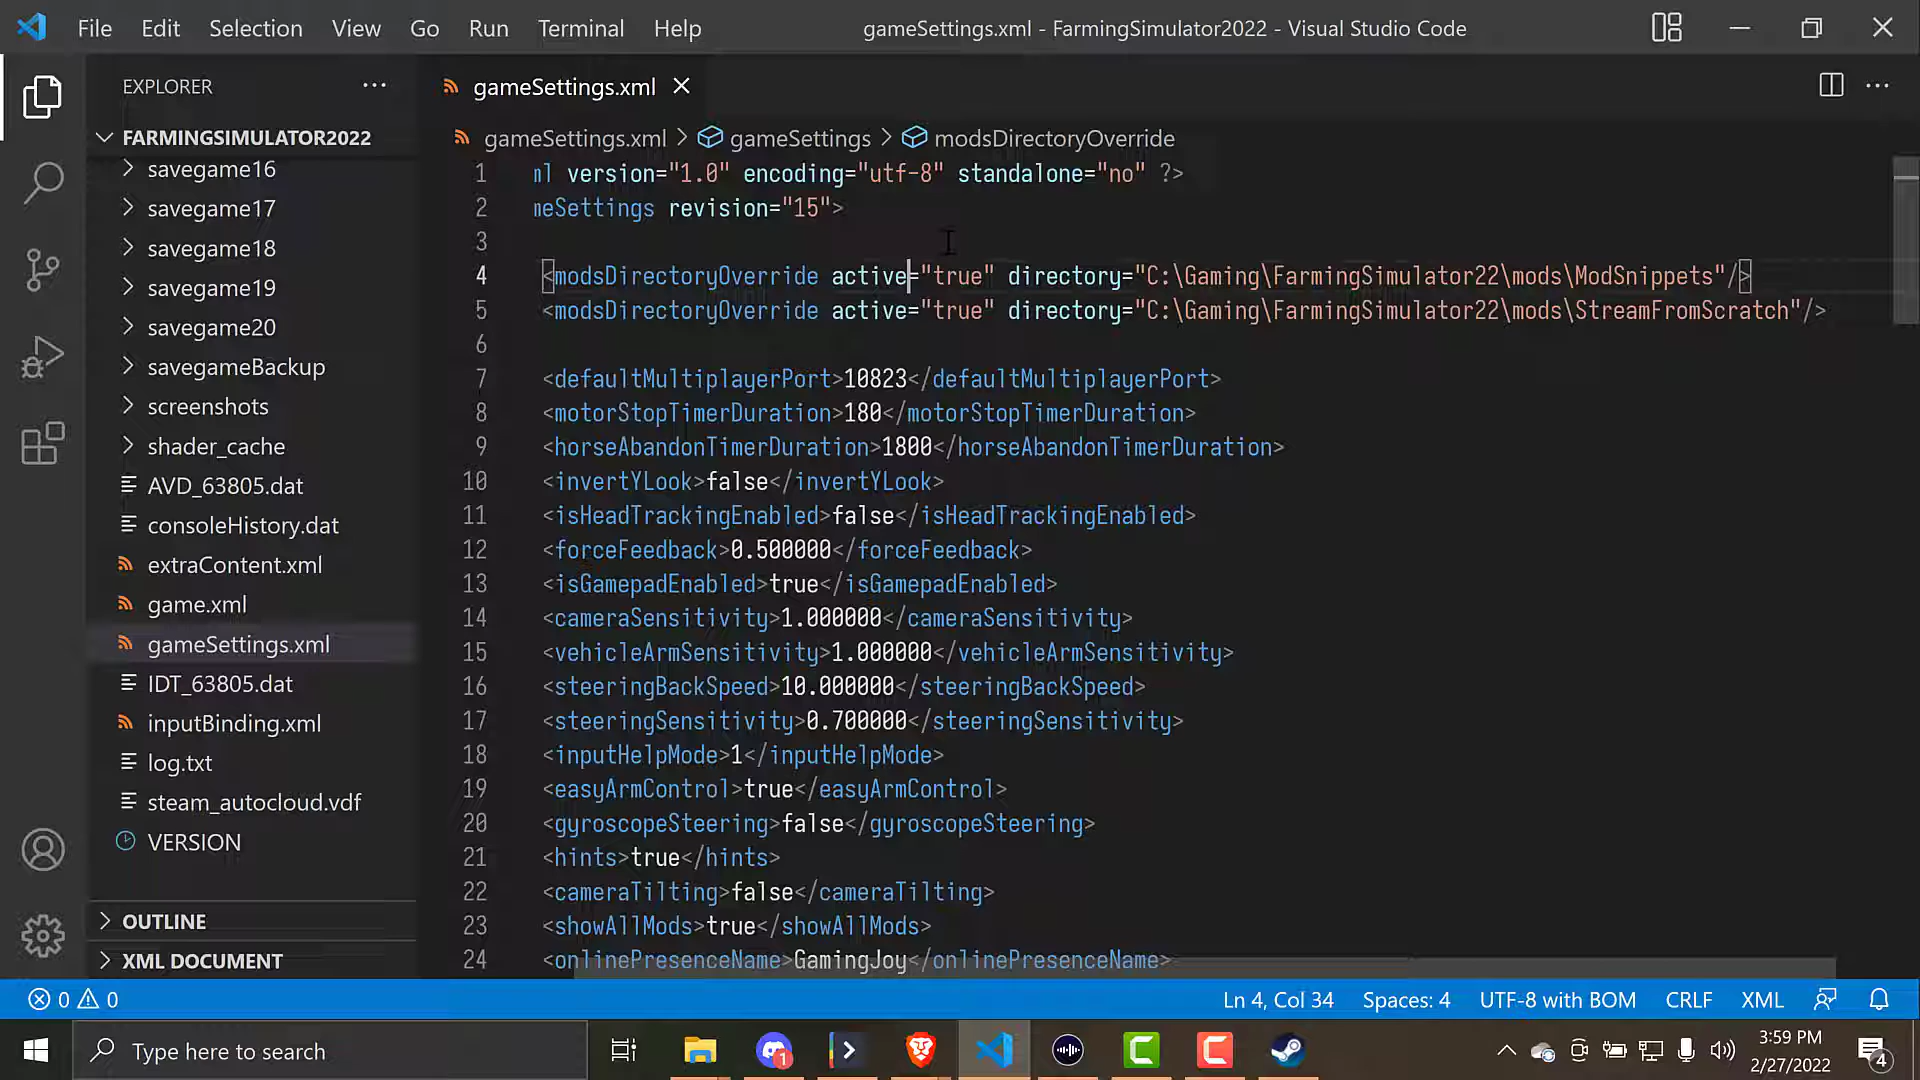 File Edit Selection View Go Run Terminal Help
gameSettings.xml - FarmingSimulator2022 - Visual Studio Code
EXPLORER
FARMINGSIMULATOR2022
savegame16
savegame17
savegame18
savegame19
savegame20
savegameBackup
screenshots
shader_cache
AVD_63805.dat
consoleHistory.dat
extraContent.xml
game.xml
gameSettings.xml
IDT_63805.dat
inputBinding.xml
log.txt
steam_autocloud.vdf
VERSION
OUTLINE
XML DOCUMENT
gameSettings.xml
gameSettings.xml > gameSettings > modsDirectoryOverride
1 ml version="1.0" encoding="utf-8" standalone="no" ?>
2 meSettings revision="15">
3
4 <modsDirectoryOverride active="true" directory="C:\Gaming\FarmingSimulator22\mods\ModSnippets"/>
5 <modsDirectoryOverride active="true" directory="C:\Gaming\FarmingSimulator22\mods\StreamFromScratch"/>
6
7 <defaultMultiplayerPort>10823</defaultMultiplayerPort>
8 <motorStopTimerDuration>180</motorStopTimerDuration>
9 <horseAbandonTimerDuration>1800</horseAbandonTimerDuration>
10 <invertYLook>false</invertYLook>
11 <isHeadTrackingEnabled>false</isHeadTrackingEnabled>
12 <forceFeedback>0.500000</forceFeedback>
13 <isGamepadEnabled>true</isGamepadEnabled>
14 <cameraSensitivity>1.000000</cameraSensitivity>
15 <vehicleArmSensitivity>1.000000</vehicleArmSensitivity>
16 <steeringBackSpeed>10.000000</steeringBackSpeed>
17 <steeringSensitivity>0.700000</steeringSensitivity>
18 <inputHelpMode>1</inputHelpMode>
19 <easyArmControl>true</easyArmControl>
20 <gyroscopeSteering>false</gyroscopeSteering>
21 <hints>true</hints>
22 <cameraTilting>false</cameraTilting>
23 <showAllMods>true</showAllMods>
24 <onlinePresenceName>GamingJoy</onlinePresenceName>
0 0
Ln 4, Col 34 Spaces: 4 UTF-8 with BOM CRLF XML
Type here to search
1
3:59 PM
2/27/2022
4